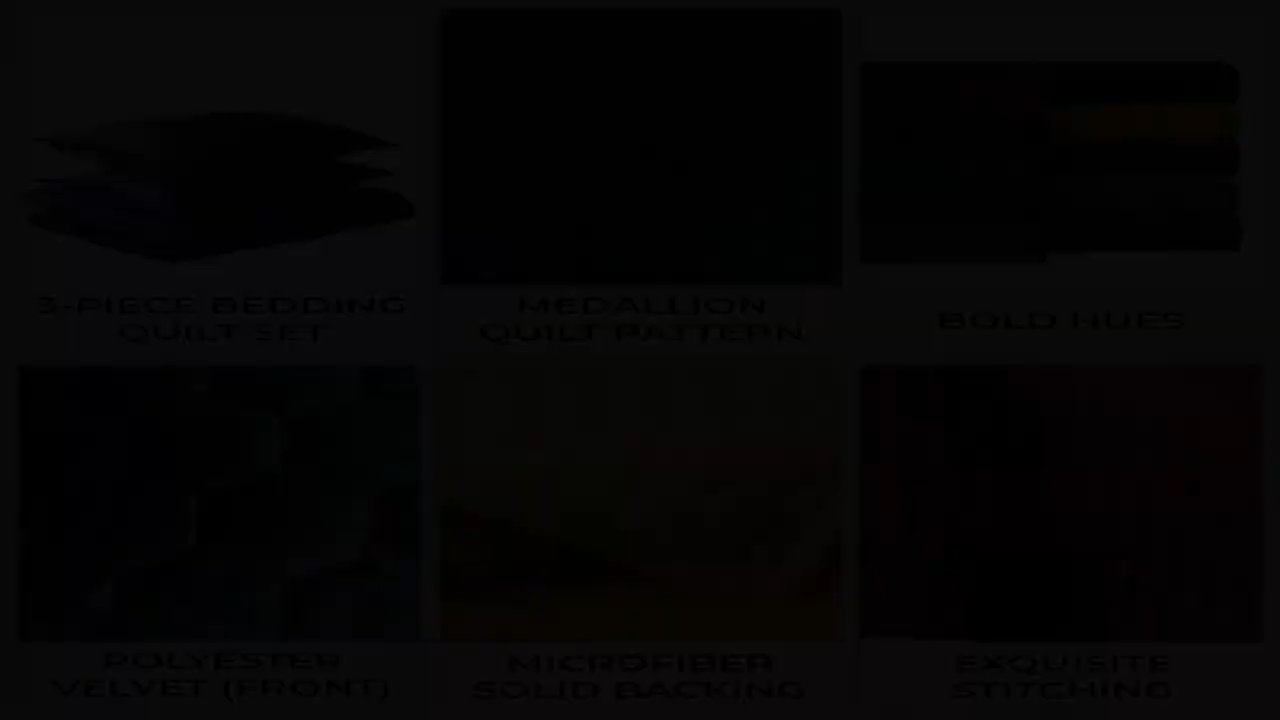 3-PIECE BEDDING
QUILT SET
MEDALLION
QUILT PATTERN
BOLD HUES
POLYESTER
VELVET (FRONT)
MICROFIBER
SOLID BACKING
EXQUISITE
STITCHING